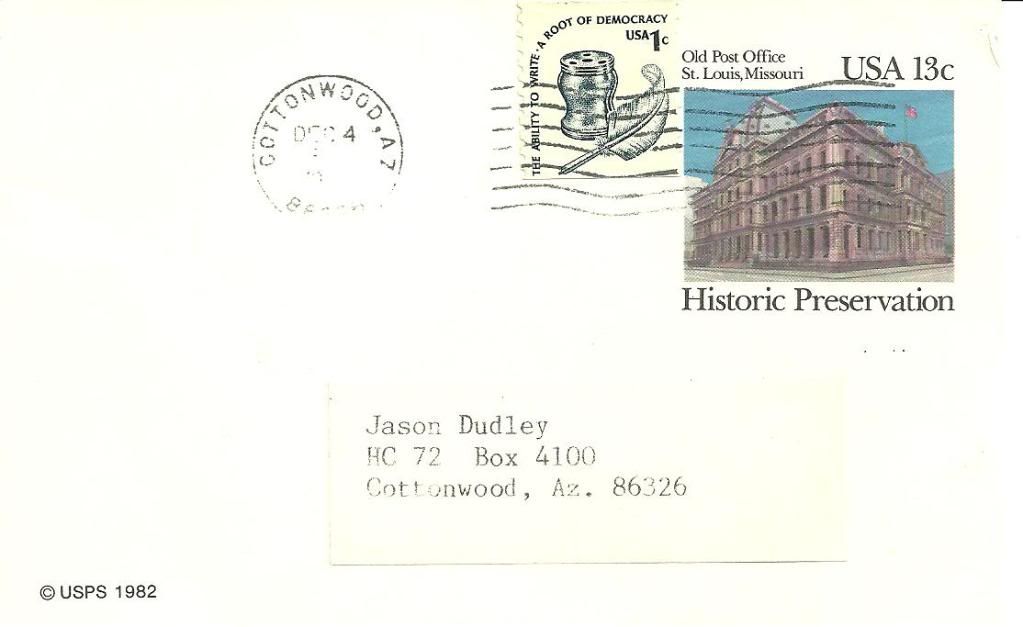 THE ABILITY TO WRITE · A ROOT OF DEMOCRACY
USA 1c
Old Post Office
St. Louis, Missouri
USA 13c
COTTONWOOD, AZ
DEC 4
Historic Preservation
Jason Dudley
HC 72 Box 4100
Cottonwood, Az. 86326
© USPS 1982